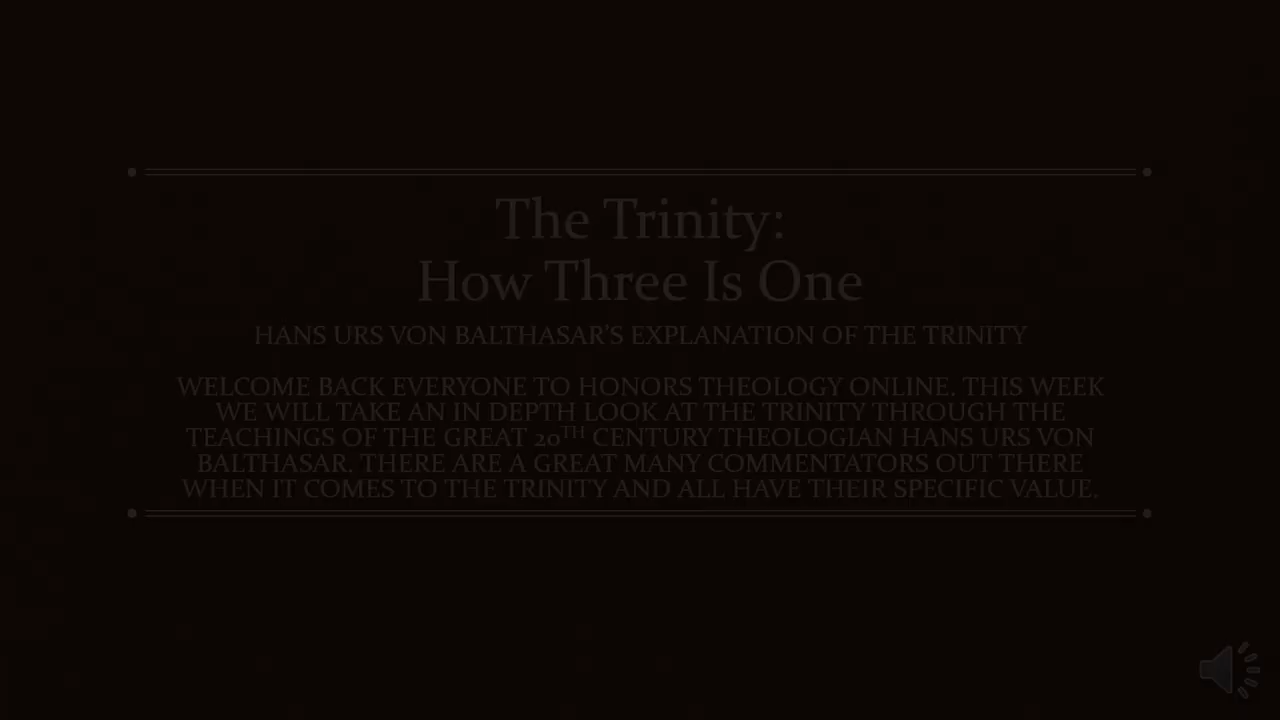 The Trinity:
How Three Is One
HANS URS VON BALTHASAR'S EXPLANATION OF THE TRINITY
WELCOME BACK EVERYONE TO HONORS THEOLOGY ONLINE. THIS WEEK
WE WILL TAKE AN IN DEPTH LOOK AT THE TRINITY THROUGH THE
TEACHINGS OF THE GREAT 20TH CENTURY THEOLOGIAN HANS URS VON
BALTHASAR. THERE ARE A GREAT MANY COMMENTATORS OUT THERE
WHEN IT COMES TO THE TRINITY AND ALL HAVE THEIR SPECIFIC VALUE.